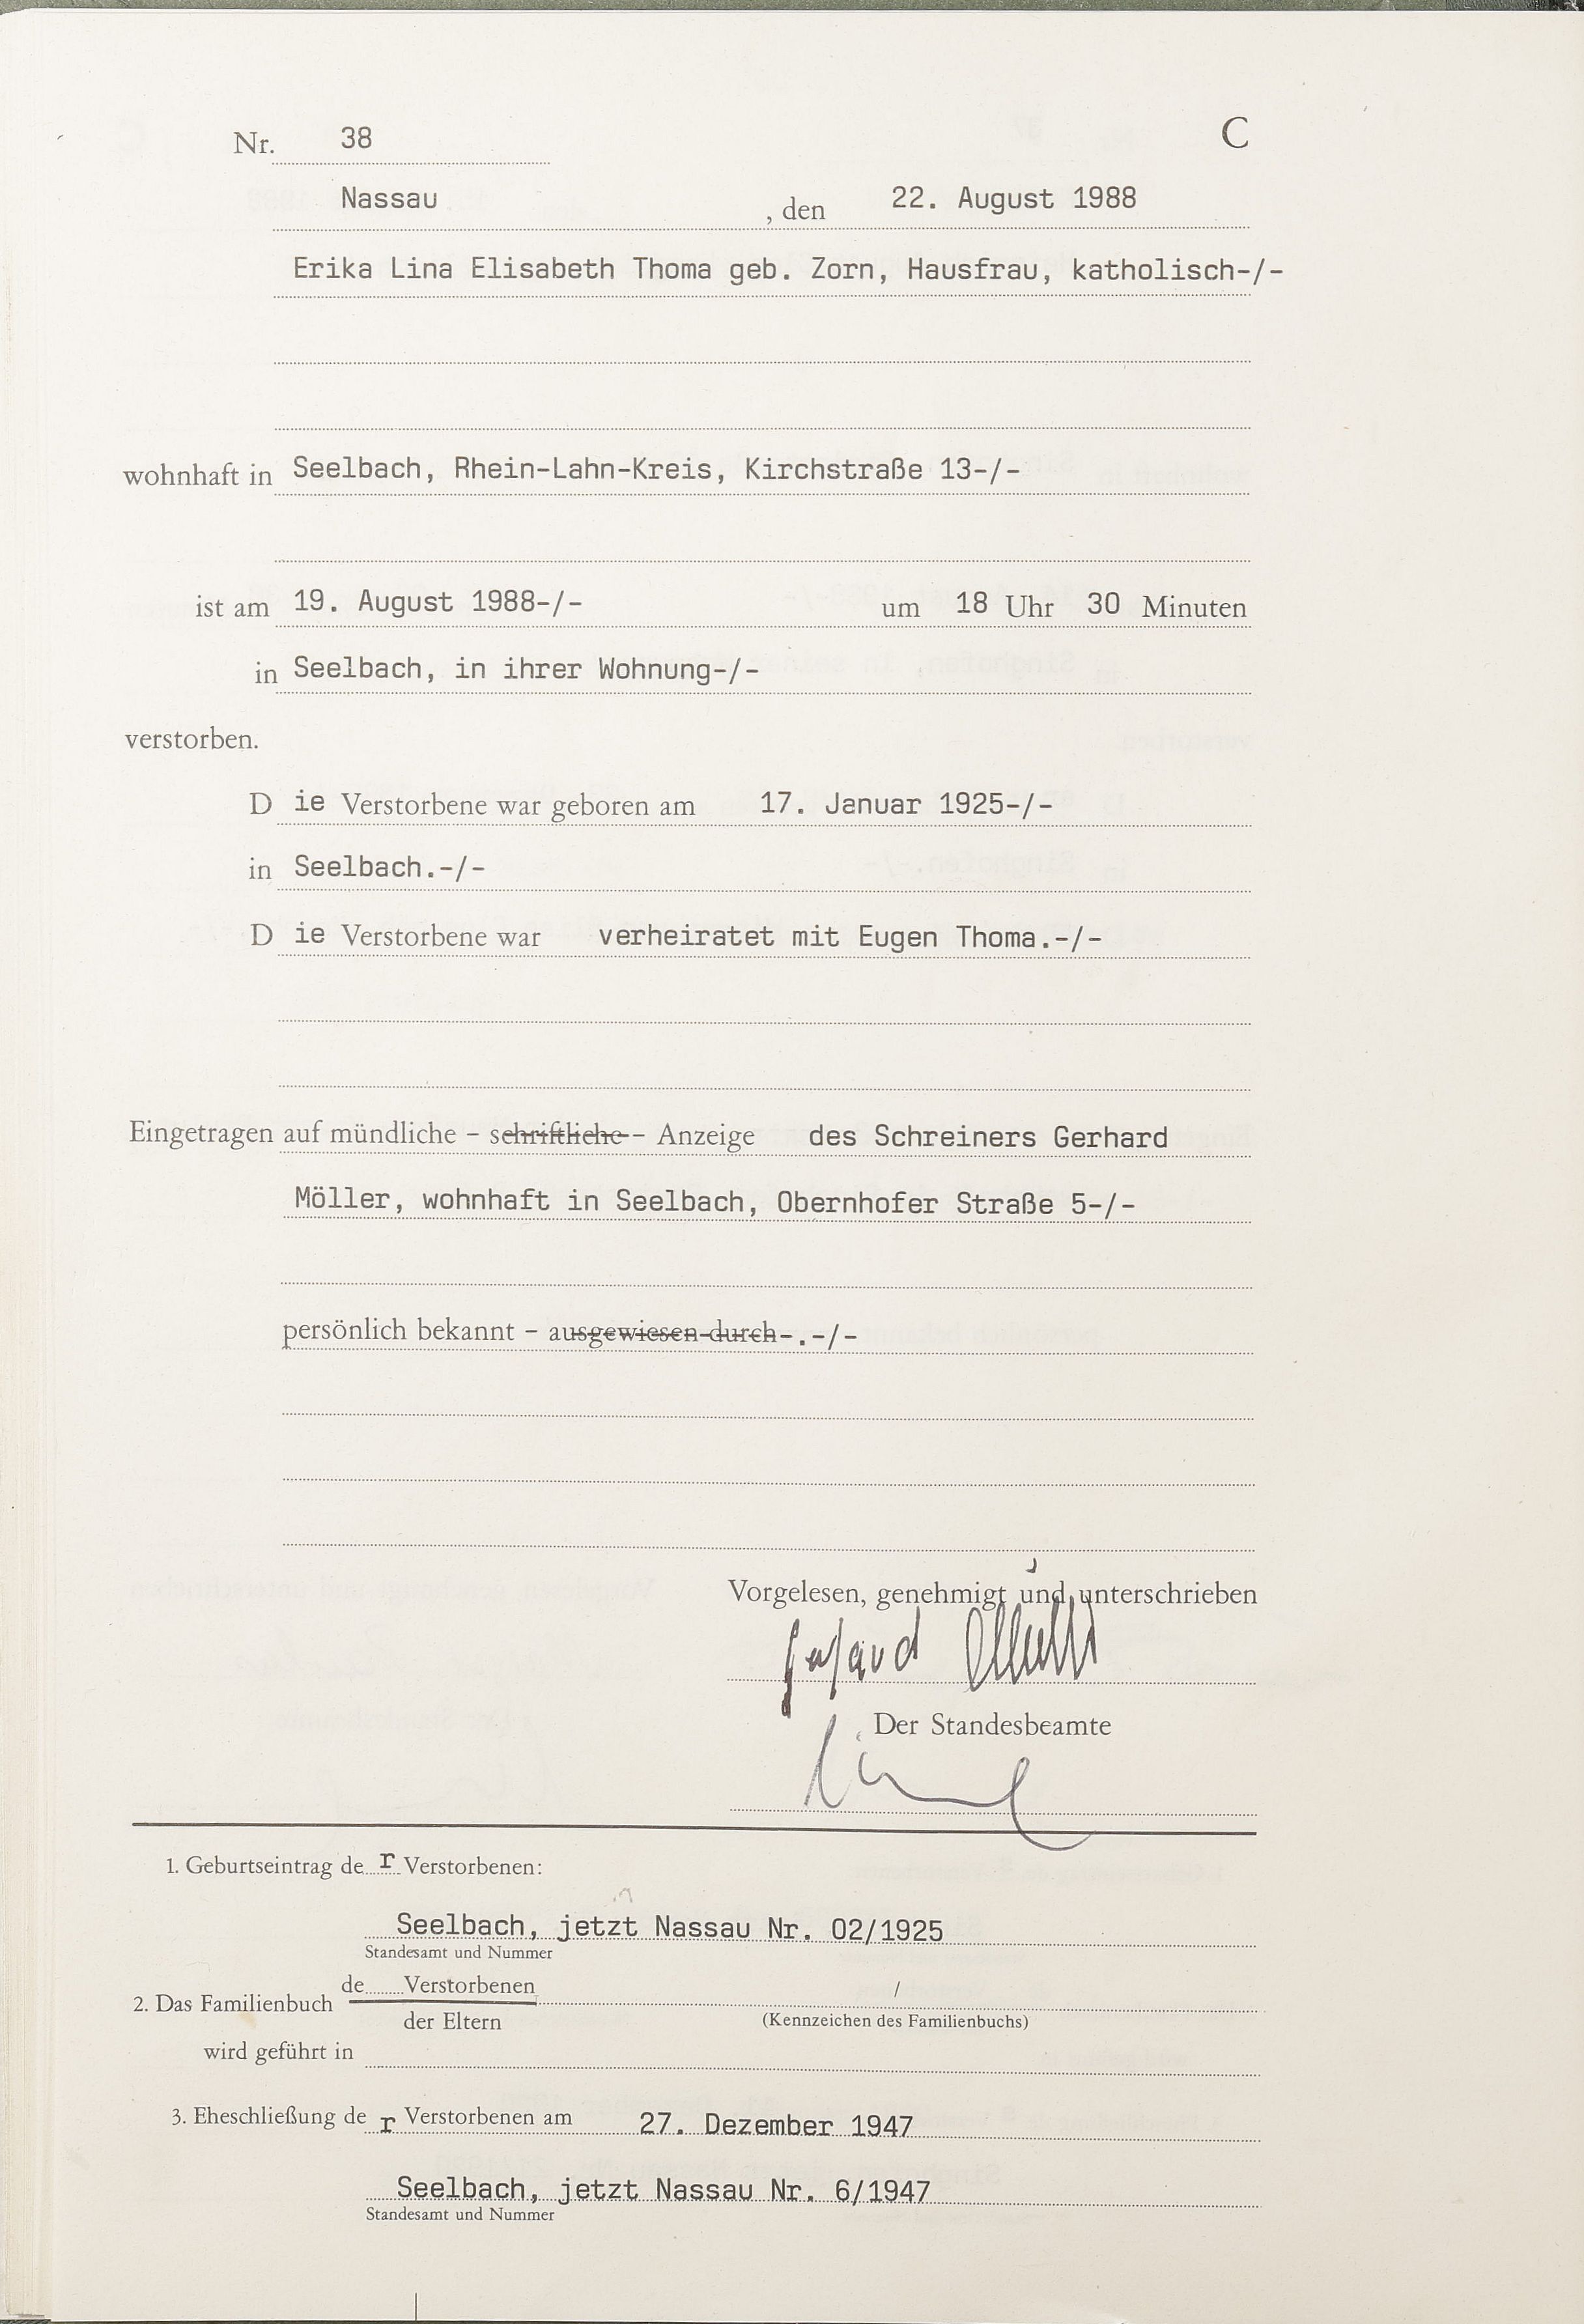 Nr. 38 C
Nassau , den 22. August 1988
Erika Lina Elisabeth Thoma geb. Zorn, Hausfrau, katholisch-/-
wohnhaft in Seelbach, Rhein-Lahn-Kreis, Kirchstraße 13-/-
ist am 19. August 1988-/- um 18 Uhr 30 Minuten
in Seelbach, in ihrer Wohnung-/-
verstorben.
D ie Verstorbene war geboren am 17. Januar 1925-/-
in Seelbach.-/-
D ie Verstorbene war verheiratet mit Eugen Thoma.-/-
Eingetragen auf mündliche - schriftliche - Anzeige des Schreiners Gerhard
Möller, wohnhaft in Seelbach, Obernhofer Straße 5-/-
persönlich bekannt - ausgewiesen durch-.-/-
Vorgelesen, genehmigt und unterschrieben
Gerhard Möller
Der Standesbeamte
1. Geburtseintrag de r Verstorbenen:
Seelbach, jetzt Nassau Nr. 02/1925
Standesamt und Nummer
de Verstorbenen /
2. Das Familienbuch
der Eltern (Kennzeichen des Familienbuchs)
wird geführt in
3. Eheschließung de r Verstorbenen am 27. Dezember 1947
Seelbach, jetzt Nassau Nr. 6/1947
Standesamt und Nummer